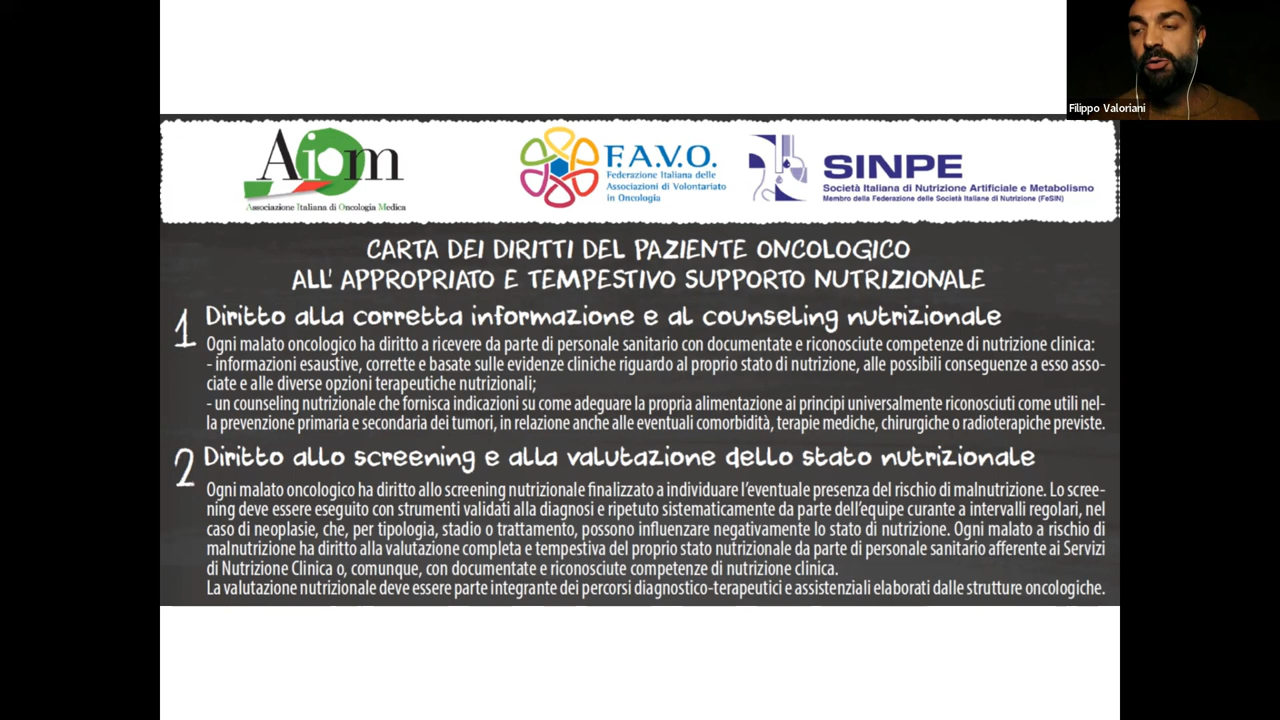 Filippo Valoriani
Aiom
Associazione Italiana di Oncologia Medica
F.A.V.O.
Federazione Italiana delle
Associazioni di Volontariato
in Oncologia
SINPE
Società Italiana di Nutrizione Artificiale e Metabolismo
Membro della Federazione delle Società Italiane di Nutrizione (FeSIN)
CARTA DEI DIRITTI DEL PAZIENTE ONCOLOGICO
ALL' APPROPRIATO E TEMPESTIVO SUPPORTO NUTRIZIONALE
1 Diritto alla corretta informazione e al counseling nutrizionale
Ogni malato oncologico ha diritto a ricevere da parte di personale sanitario con documentate e riconosciute competenze di nutrizione clinica:
- informazioni esaustive, corrette e basate sulle evidenze cliniche riguardo al proprio stato di nutrizione, alle possibili conseguenze a esso asso-
ciate e alle diverse opzioni terapeutiche nutrizionali;
- un counseling nutrizionale che fornisca indicazioni su come adeguare la propria alimentazione ai principi universalmente riconosciuti come utili nel-
la prevenzione primaria e secondaria dei tumori, in relazione anche alle eventuali comorbidità, terapie mediche, chirurgiche o radioterapiche previste.
2 Diritto allo screening e alla valutazione dello stato nutrizionale
Ogni malato oncologico ha diritto allo screening nutrizionale finalizzato a individuare l'eventuale presenza del rischio di malnutrizione. Lo scree-
ning deve essere eseguito con strumenti validati alla diagnosi e ripetuto sistematicamente da parte dell'equipe curante a intervalli regolari, nel
caso di neoplasie, che, per tipologia, stadio o trattamento, possono influenzare negativamente lo stato di nutrizione. Ogni malato a rischio di
malnutrizione ha diritto alla valutazione completa e tempestiva del proprio stato nutrizionale da parte di personale sanitario afferente ai Servizi
di Nutrizione Clinica o, comunque, con documentate e riconosciute competenze di nutrizione clinica.
La valutazione nutrizionale deve essere parte integrante dei percorsi diagnostico-terapeutici e assistenziali elaborati dalle strutture oncologiche.